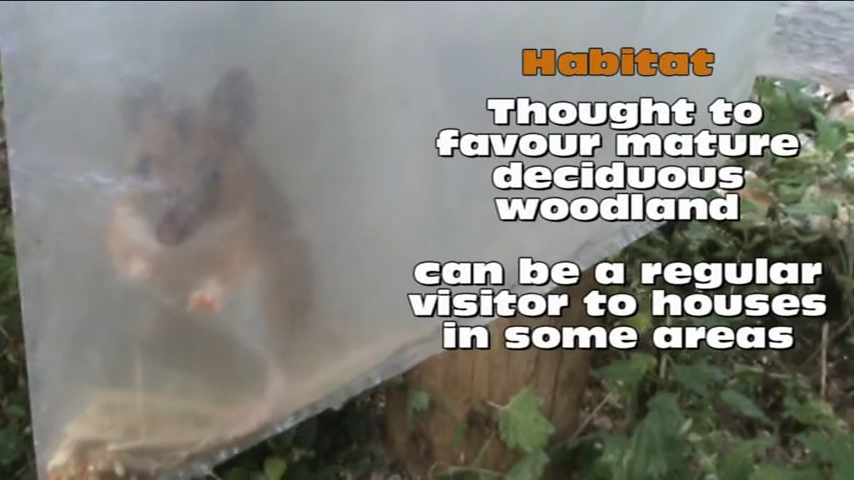 Habitat
Thought to
favour mature
deciduous
woodland
can be a regular
visitor to houses
in some areas